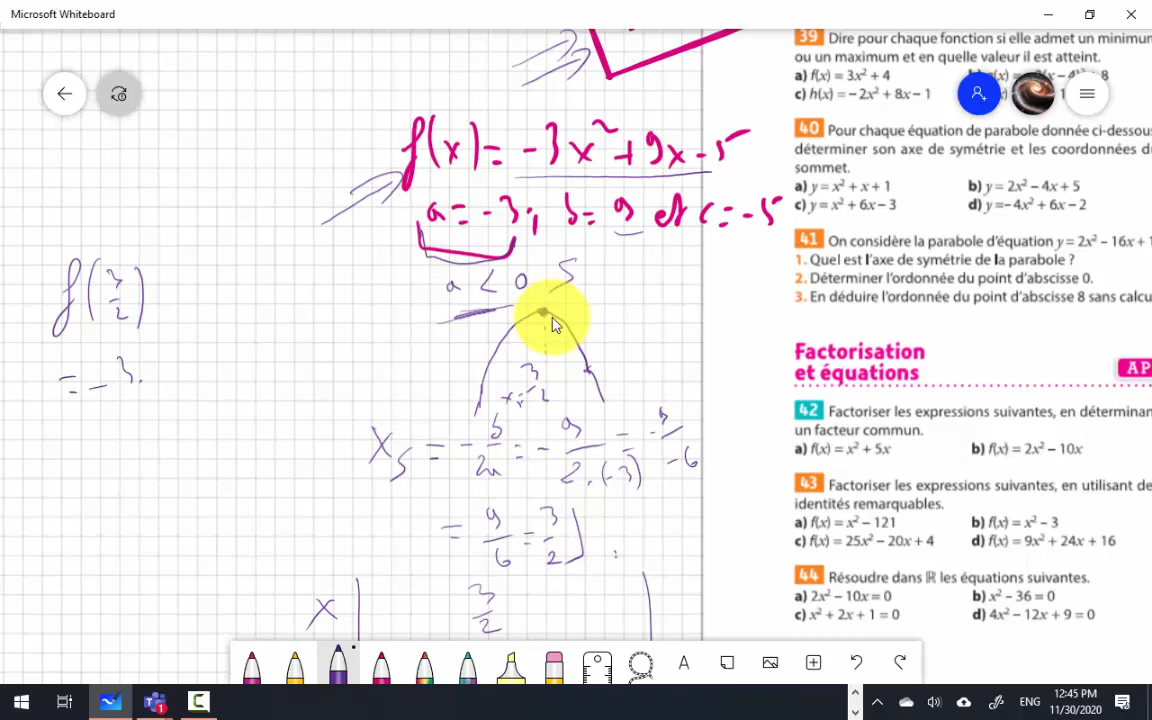 Microsoft Whiteboard
f(x) = -3x² + 9x - 5
a = -3 ; b = 9 et c = -5
a < 0 S
f(3/2)
= -3.
x = 3/2
x_S = - b/2a = - 9/2.(-3) = -9/-6
= 9/6 = 3/2
x
3/2
39 Dire pour chaque fonction si elle admet un minimum
ou un maximum et en quelle valeur il est atteint.
a) f(x) = 3x² + 4
c) h(x) = -2x² + 8x - 1
40 Pour chaque équation de parabole donnée ci-dessous
déterminer son axe de symétrie et les coordonnées du
sommet.
a) y = x² + x + 1 b) y = 2x² - 4x + 5
c) y = x² + 6x - 3 d) y = -4x² + 6x - 2
41 On considère la parabole d'équation y = 2x² - 16x + 1
1. Quel est l'axe de symétrie de la parabole ?
2. Déterminer l'ordonnée du point d'abscisse 0.
3. En déduire l'ordonnée du point d'abscisse 8 sans calcu
Factorisation
et équations
AP
42 Factoriser les expressions suivantes, en déterminan
un facteur commun.
a) f(x) = x² + 5x b) f(x) = 2x² - 10x
43 Factoriser les expressions suivantes, en utilisant de
identités remarquables.
a) f(x) = x² - 121 b) f(x) = x² - 3
c) f(x) = 25x² - 20x + 4 d) f(x) = 9x² + 24x + 16
44 Résoudre dans ℝ les équations suivantes.
a) 2x² - 10x = 0 b) x² - 36 = 0
c) x² + 2x + 1 = 0 d) 4x² - 12x + 9 = 0
A
1
ENG
12:45 PM
11/30/2020